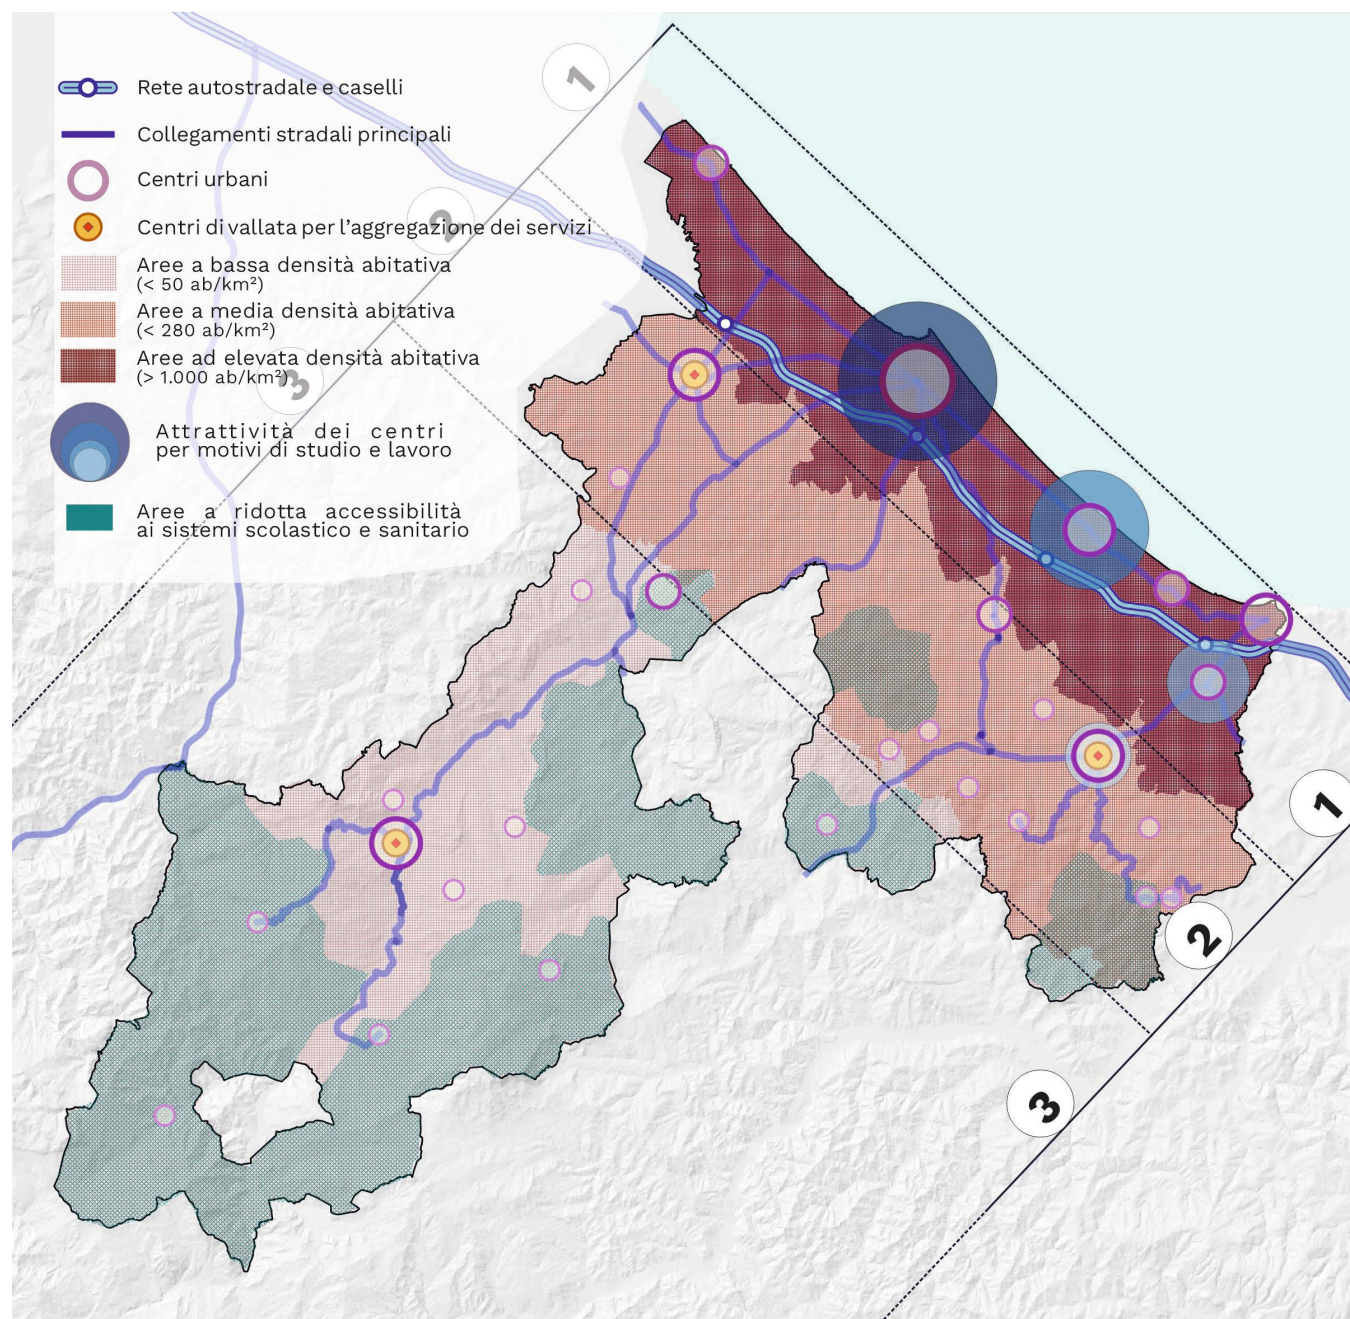 Rete autostradale e caselli
Collegamenti stradali principali
Centri urbani
Centri di vallata per l'aggregazione dei servizi
Aree a bassa densità abitativa
(< 50 ab/km²)
Aree a media densità abitativa
(< 280 ab/km²)
Aree ad elevata densità abitativa
(> 1.000 ab/km²)
Attrattività dei centri
per motivi di studio e lavoro
Aree a ridotta accessibilità
ai sistemi scolastico e sanitario
1
2
3
1
2
3